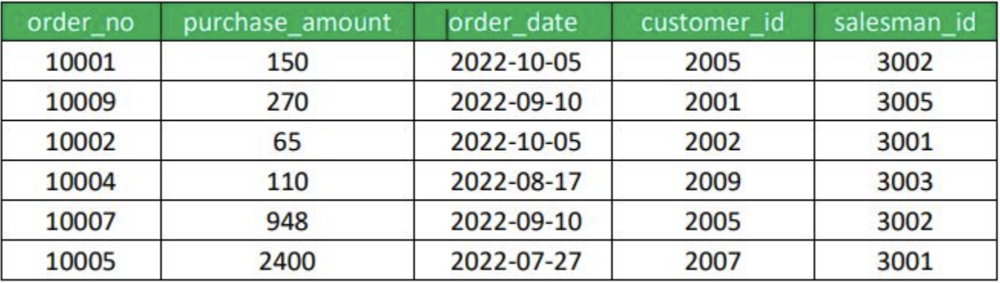 order_no purchase_amount order_date customer_id salesman_id
10001 150 2022-10-05 2005 3002
10009 270 2022-09-10 2001 3005
10002 65 2022-10-05 2002 3001
10004 110 2022-08-17 2009 3003
10007 948 2022-09-10 2005 3002
10005 2400 2022-07-27 2007 3001